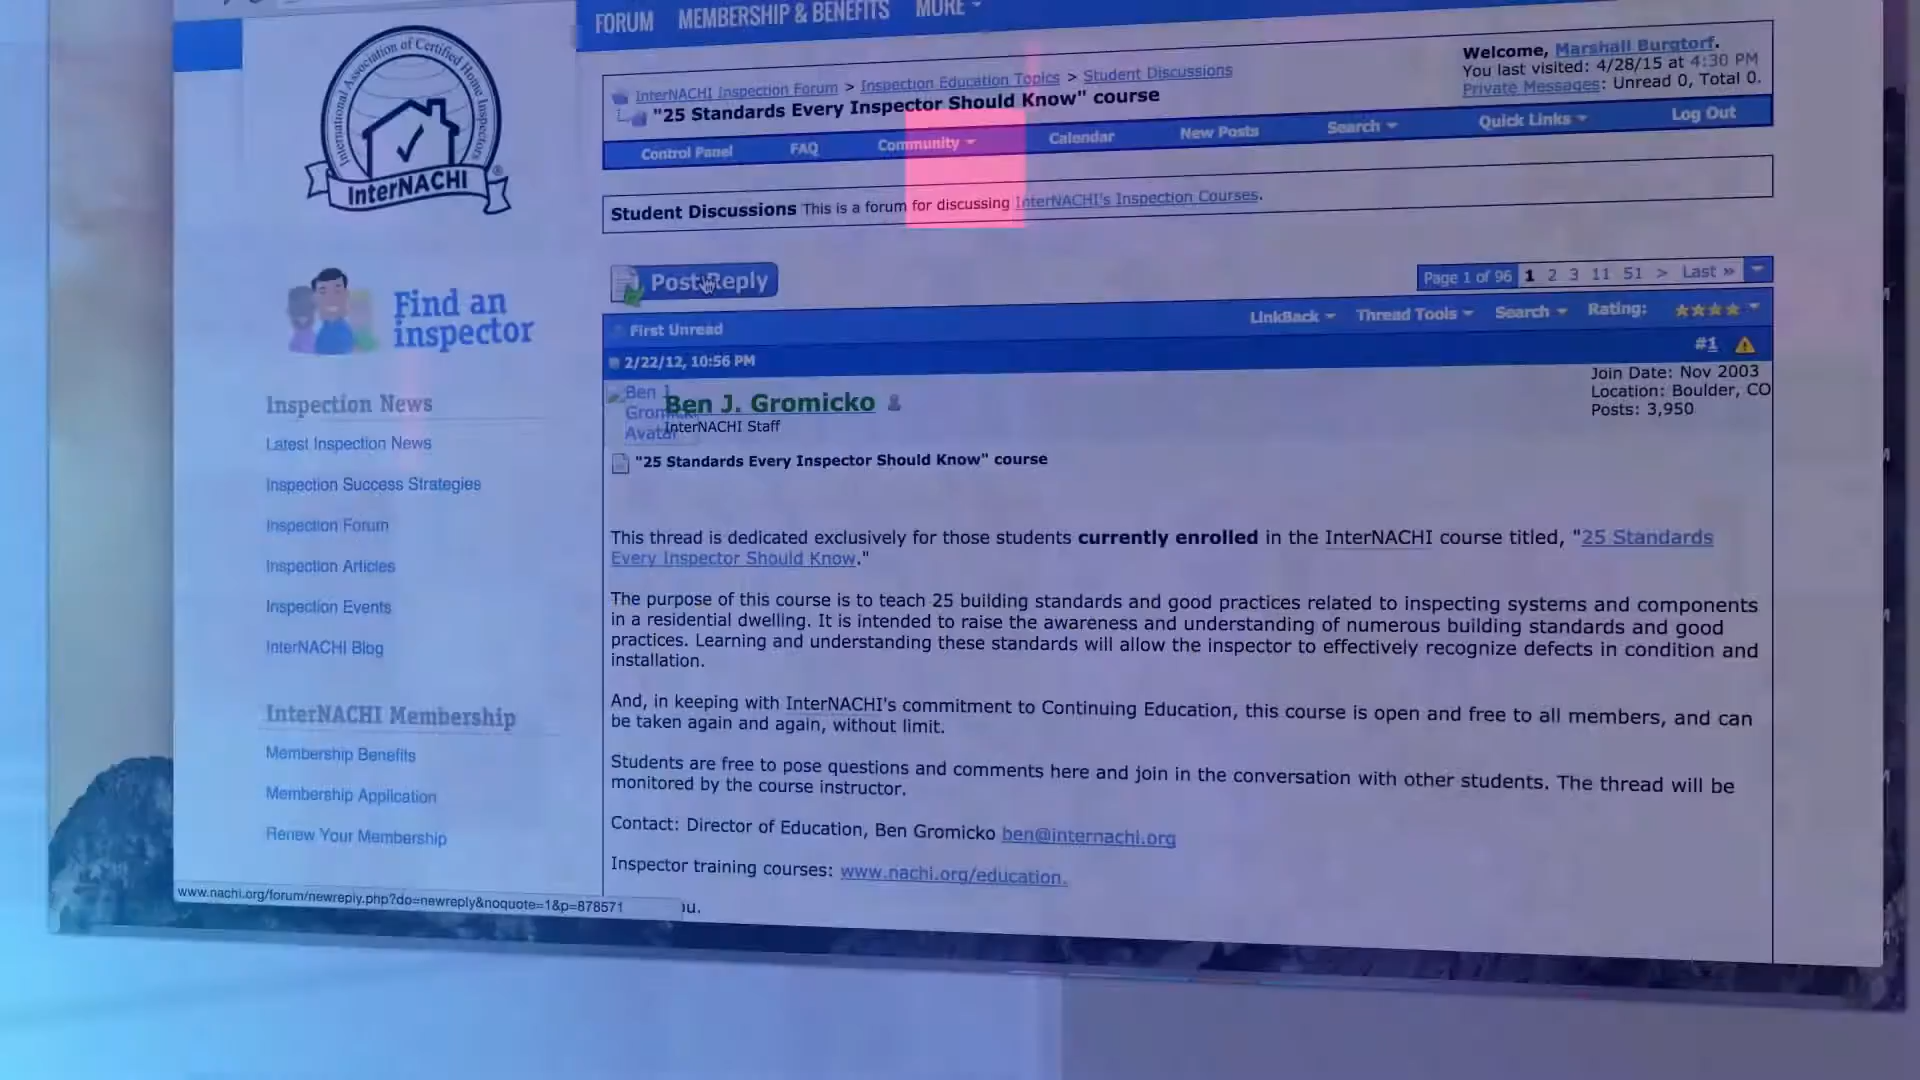 FORUM MEMBERSHIP & BENEFITS MORE
International Association of Certified Home Inspectors
InterNACHI ®
Welcome, Marshall Burgtorf.
You last visited: 4/28/15 at 4:30 PM
Private Messages: Unread 0, Total 0.
InterNACHI Inspection Forum > Inspection Education Topics > Student Discussions
"25 Standards Every Inspector Should Know" course
Control Panel FAQ Community Calendar New Posts Search Quick Links Log Out
Student Discussions This is a forum for discussing InterNACHI's Inspection Courses.
Find an
inspector
Post Reply
Page 1 of 96 1 2 3 11 51 > Last »
First Unread LinkBack Thread Tools Search Rating:
2/22/12, 10:56 PM #1
Ben J. Gromicko
InterNACHI Staff
Join Date: Nov 2003
Location: Boulder, CO
Posts: 3,950
"25 Standards Every Inspector Should Know" course
This thread is dedicated exclusively for those students currently enrolled in the InterNACHI course titled, "25 Standards
Every Inspector Should Know."
The purpose of this course is to teach 25 building standards and good practices related to inspecting systems and components
in a residential dwelling. It is intended to raise the awareness and understanding of numerous building standards and good
practices. Learning and understanding these standards will allow the inspector to effectively recognize defects in condition and
installation.
And, in keeping with InterNACHI's commitment to Continuing Education, this course is open and free to all members, and can
be taken again and again, without limit.
Students are free to pose questions and comments here and join in the conversation with other students. The thread will be
monitored by the course instructor.
Contact: Director of Education, Ben Gromicko ben@internachi.org
Inspector training courses: www.nachi.org/education.
Inspection News
Latest Inspection News
Inspection Success Strategies
Inspection Forum
Inspection Articles
Inspection Events
InterNACHI Blog
InterNACHI Membership
Membership Benefits
Membership Application
Renew Your Membership
www.nachi.org/forum/newreply.php?do=newreply&noquote=1&p=878571